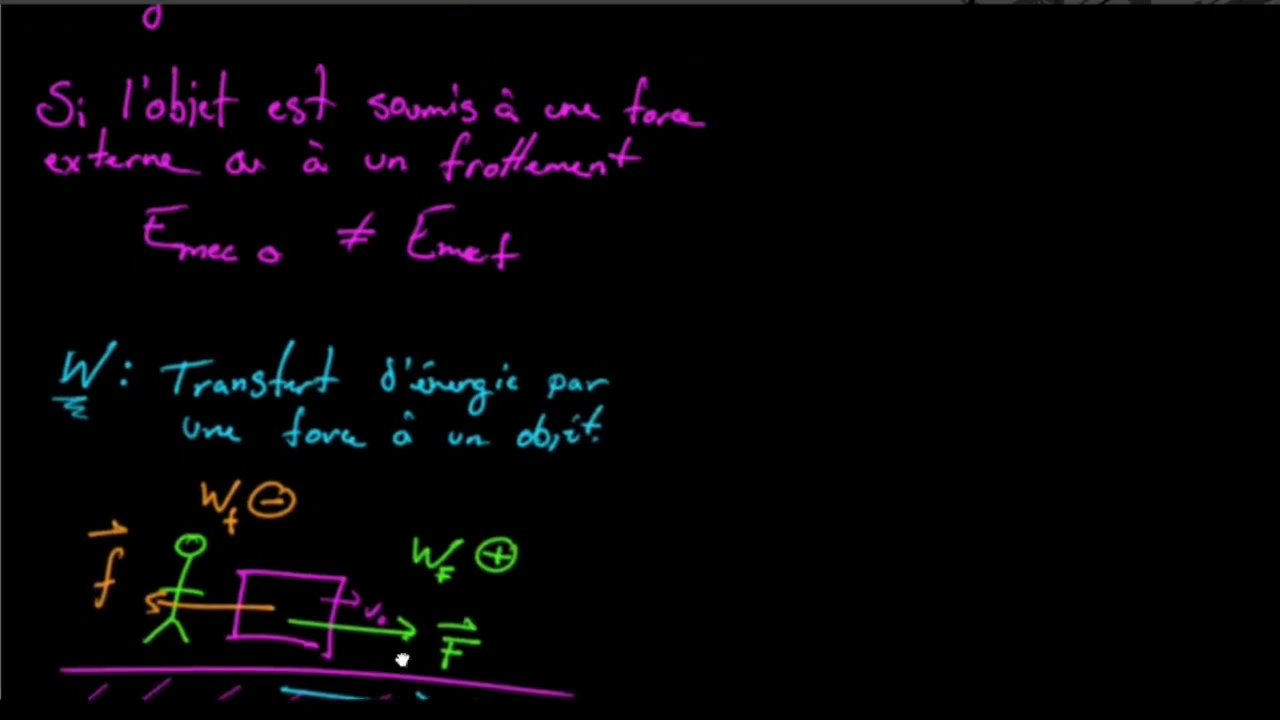 Si l'objet est soumis à une force
externe ou à un frottement
Emec o ≠ Emec f
W : Transfert d'énergie par
une force à un objet.
Wf ⊖
f
WF ⊕
vo
F